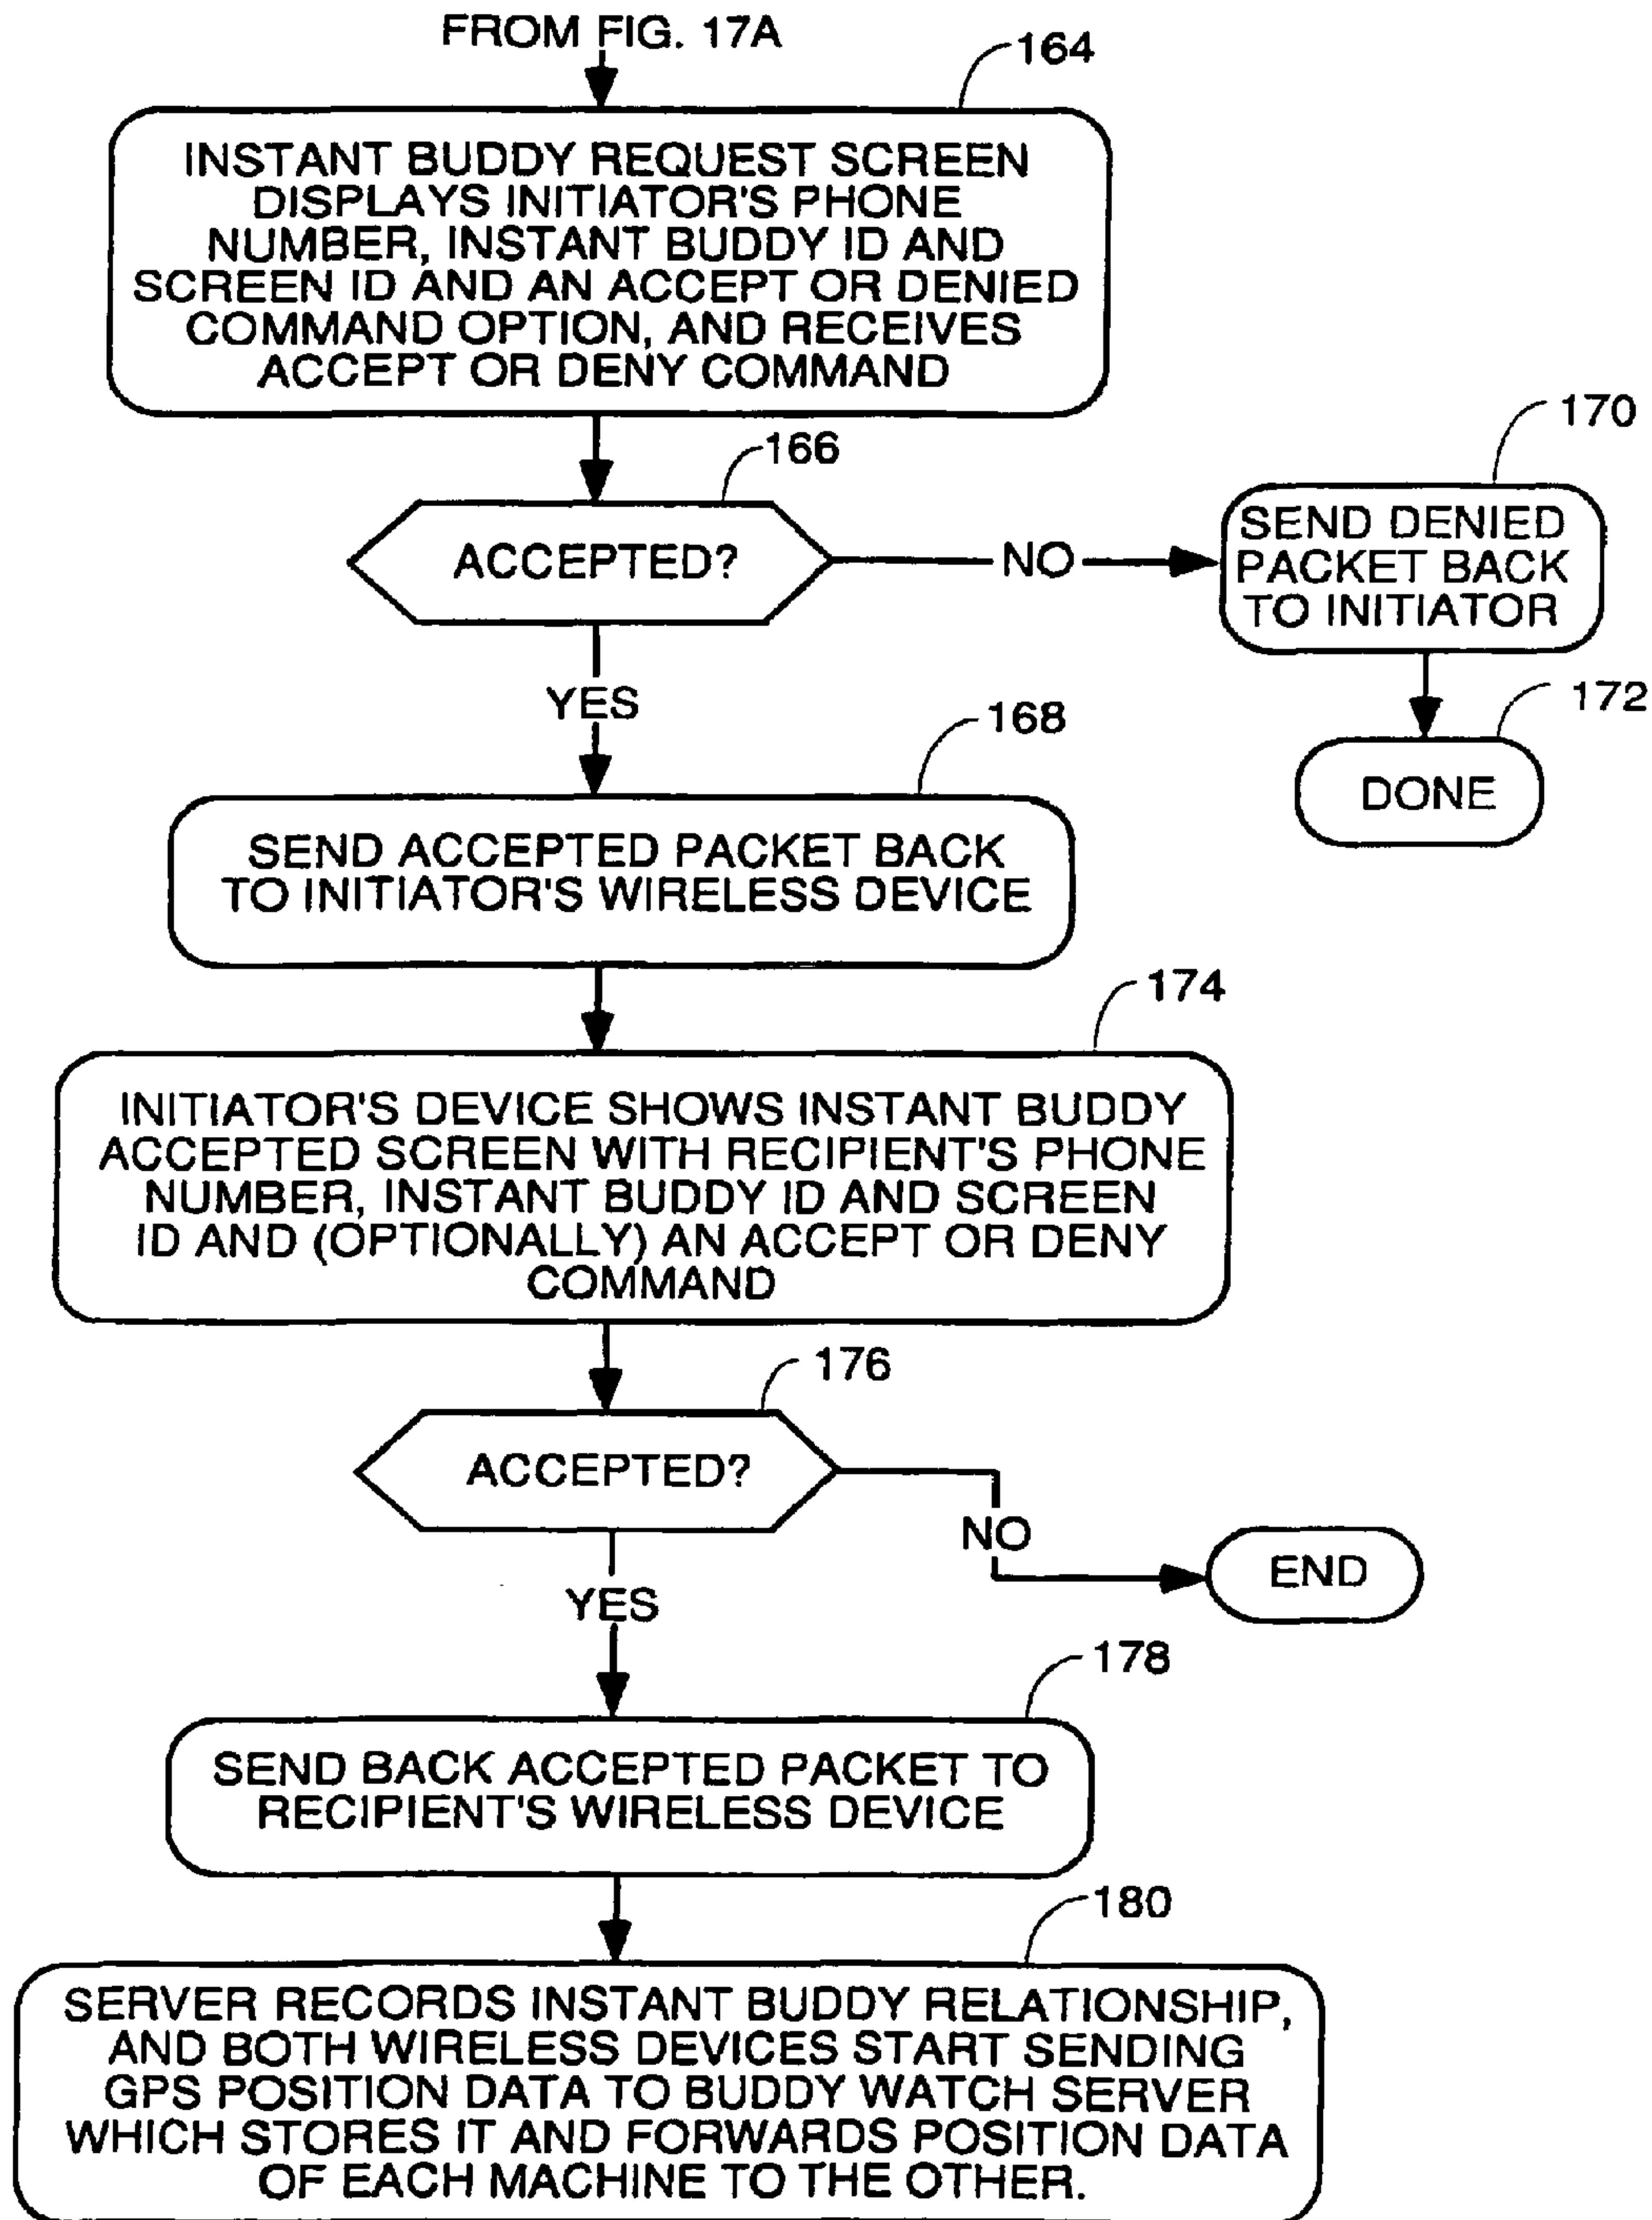 FROM FIG. 17A
164
INSTANT BUDDY REQUEST SCREEN
DISPLAYS INITIATOR'S PHONE
NUMBER, INSTANT BUDDY ID AND
SCREEN ID AND AN ACCEPT OR DENIED
COMMAND OPTION, AND RECEIVES
ACCEPT OR DENY COMMAND
166
ACCEPTED?
NO
170
SEND DENIED
PACKET BACK
TO INITIATOR
172
DONE
YES
168
SEND ACCEPTED PACKET BACK
TO INITIATOR'S WIRELESS DEVICE
174
INITIATOR'S DEVICE SHOWS INSTANT BUDDY
ACCEPTED SCREEN WITH RECIPIENT'S PHONE
NUMBER, INSTANT BUDDY ID AND SCREEN
ID AND (OPTIONALLY) AN ACCEPT OR DENY
COMMAND
176
ACCEPTED?
NO
END
YES
178
SEND BACK ACCEPTED PACKET TO
RECIPIENT'S WIRELESS DEVICE
180
SERVER RECORDS INSTANT BUDDY RELATIONSHIP,
AND BOTH WIRELESS DEVICES START SENDING
GPS POSITION DATA TO BUDDY WATCH SERVER
WHICH STORES IT AND FORWARDS POSITION DATA
OF EACH MACHINE TO THE OTHER.